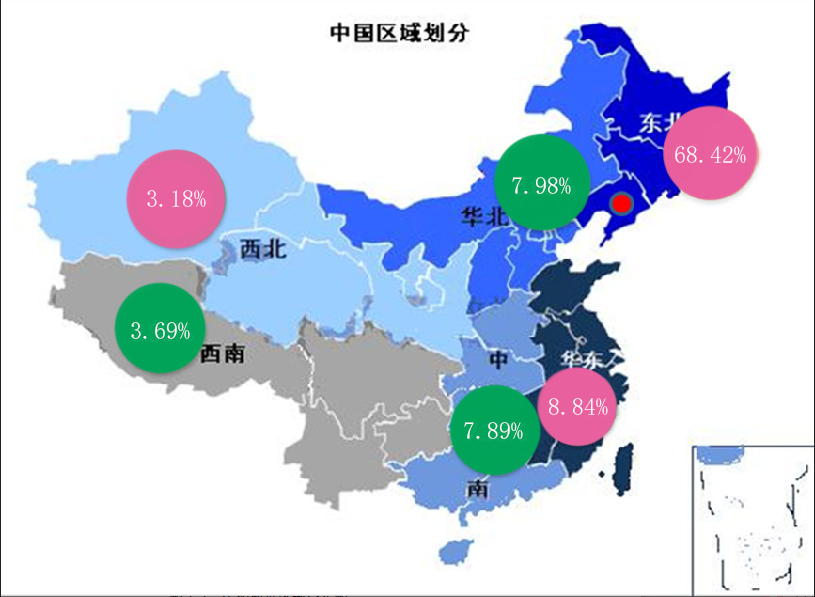 中国区域划分
东北
68.42%
7.98%
3.18%
华北
西北
3.69%
西南
中
华东
8.84%
7.89%
南